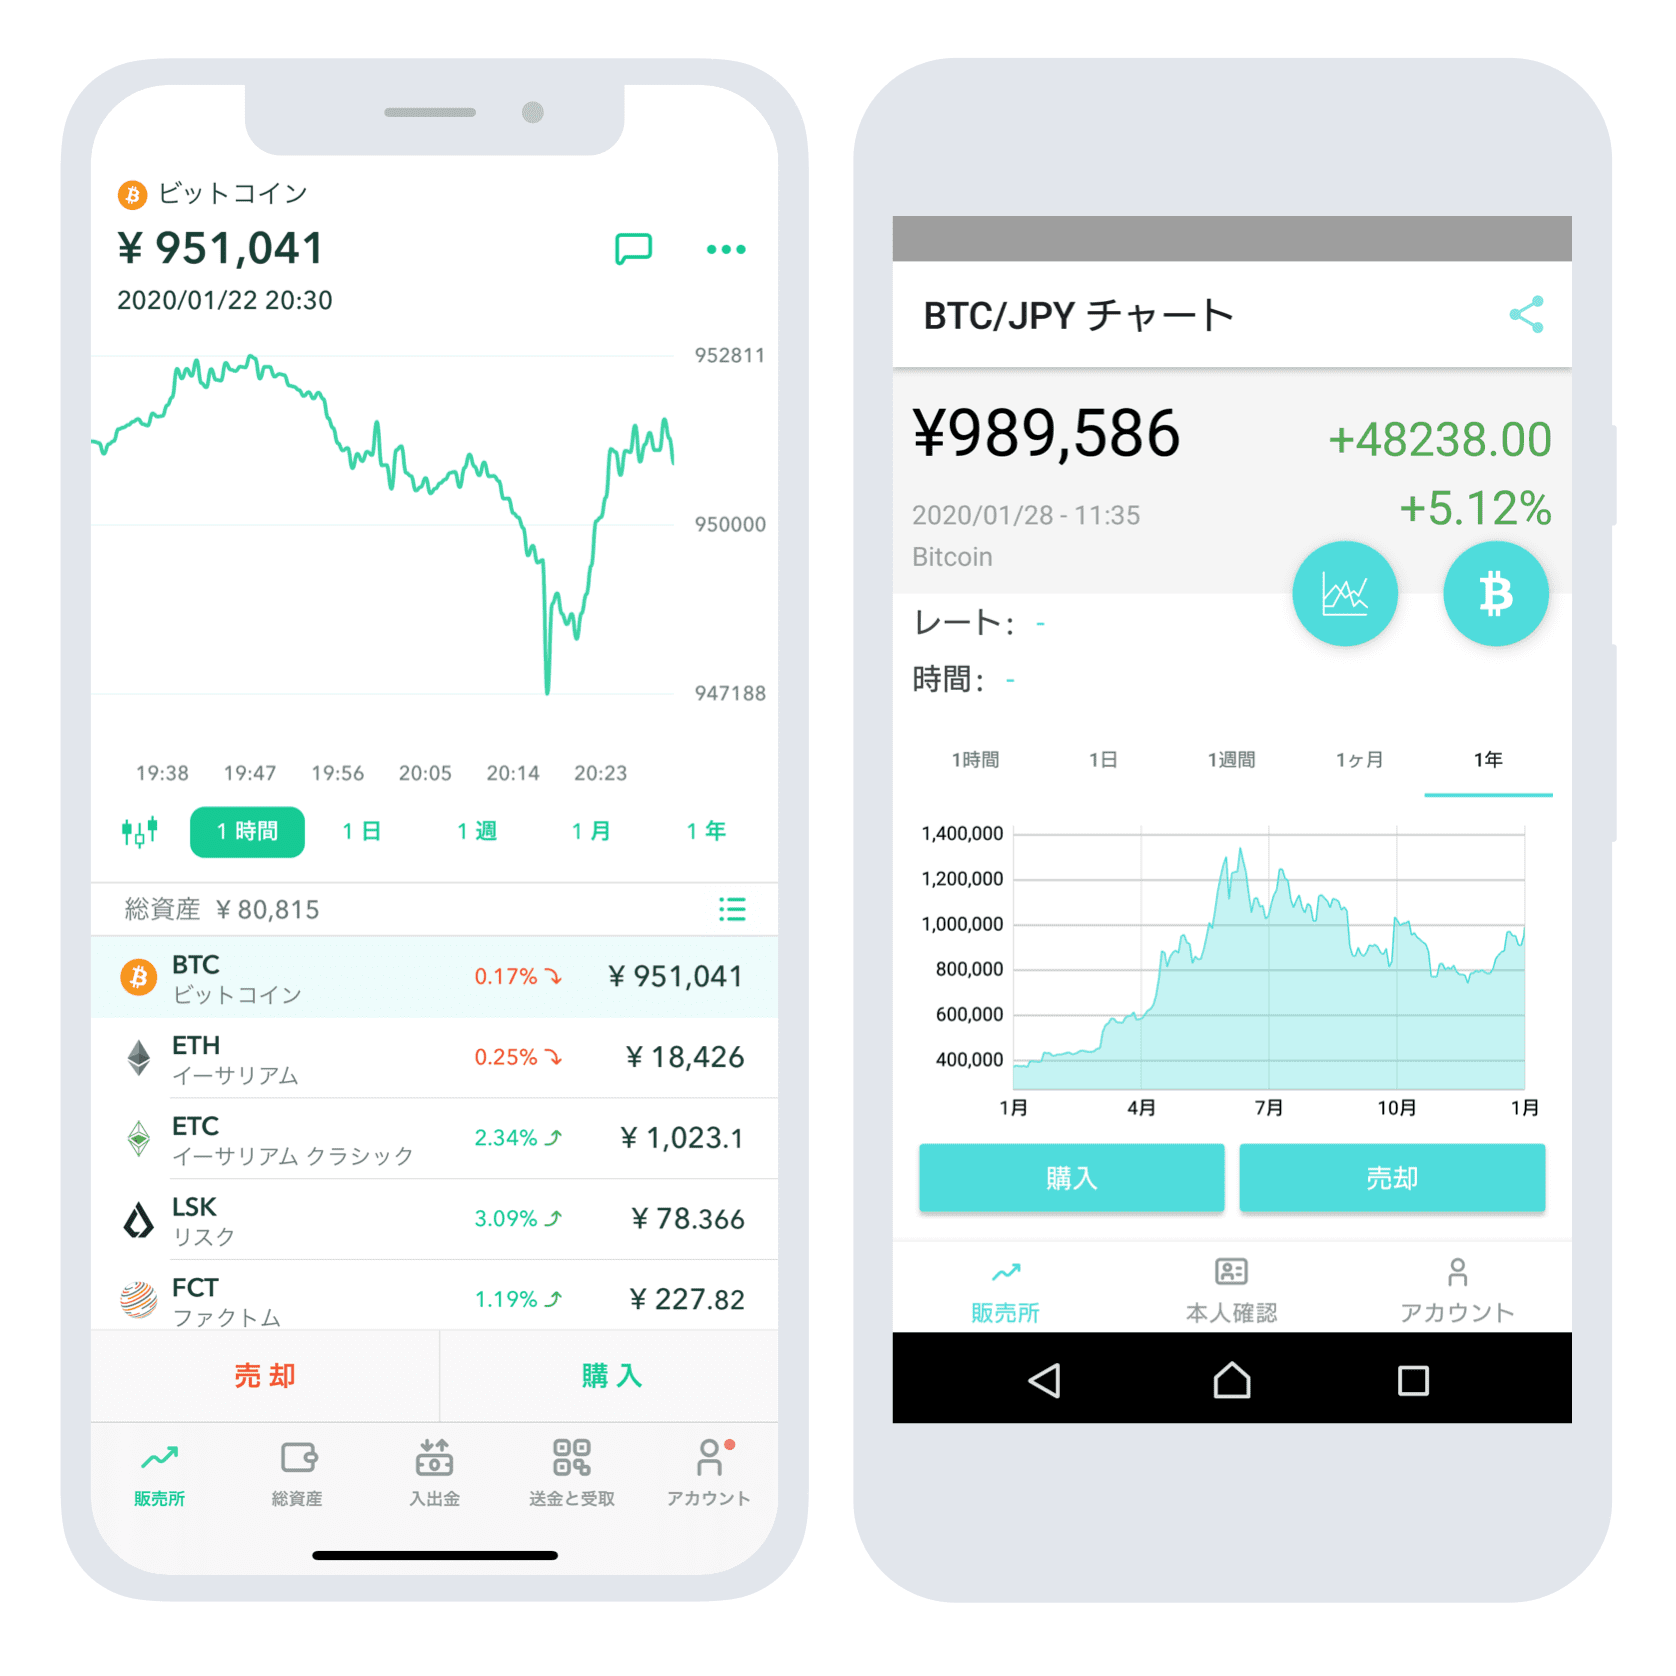 ビットコイン
¥ 951,041
2020/01/22 20:30
952811
950000
947188
19:38 19:47 19:56 20:05 20:14 20:23
1 時間 1 日 1 週 1 月 1 年
総資産 ¥ 80,815
BTC
ビットコイン
0.17% ¥ 951,041
ETH
イーサリアム
0.25% ¥ 18,426
ETC
イーサリアム クラシック
2.34% ¥ 1,023.1
LSK
リスク
3.09% ¥ 78.366
FCT
ファクトム
1.19% ¥ 227.82
売 却 購 入
販売所 総資産 入出金 送金と受取 アカウント
BTC/JPY チャート
¥989,586
+48238.00
+5.12%
2020/01/28 - 11:35
Bitcoin
レート: -
時間: -
1時間 1日 1週間 1ヶ月 1年
1,400,000
1,200,000
1,000,000
800,000
600,000
400,000
1月 4月 7月 10月 1月
購入 売却
販売所 本人確認 アカウント